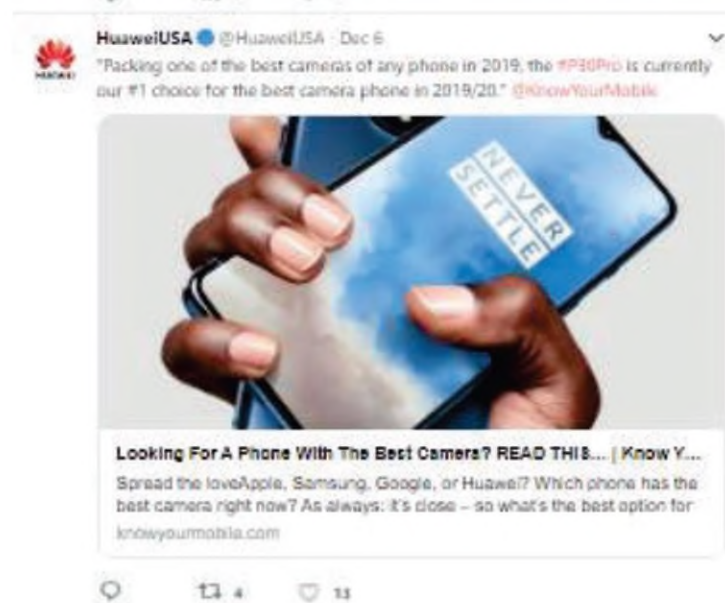 HUAWEI
HuaweiUSA @HuaweiUSA · Dec 6
"Packing one of the best cameras of any phone in 2019, the #P30Pro is currently
our #1 choice for the best camera phone in 2019/20." @KnowYourMobile
NEVER
SETTLE
Looking For A Phone With The Best Camera? READ THIS... | Know Y...
Spread the loveApple, Samsung, Google, or Huawei? Which phone has the
best camera right now? As always: it's close – so what's the best option for
knowyourmobile.com
4 13